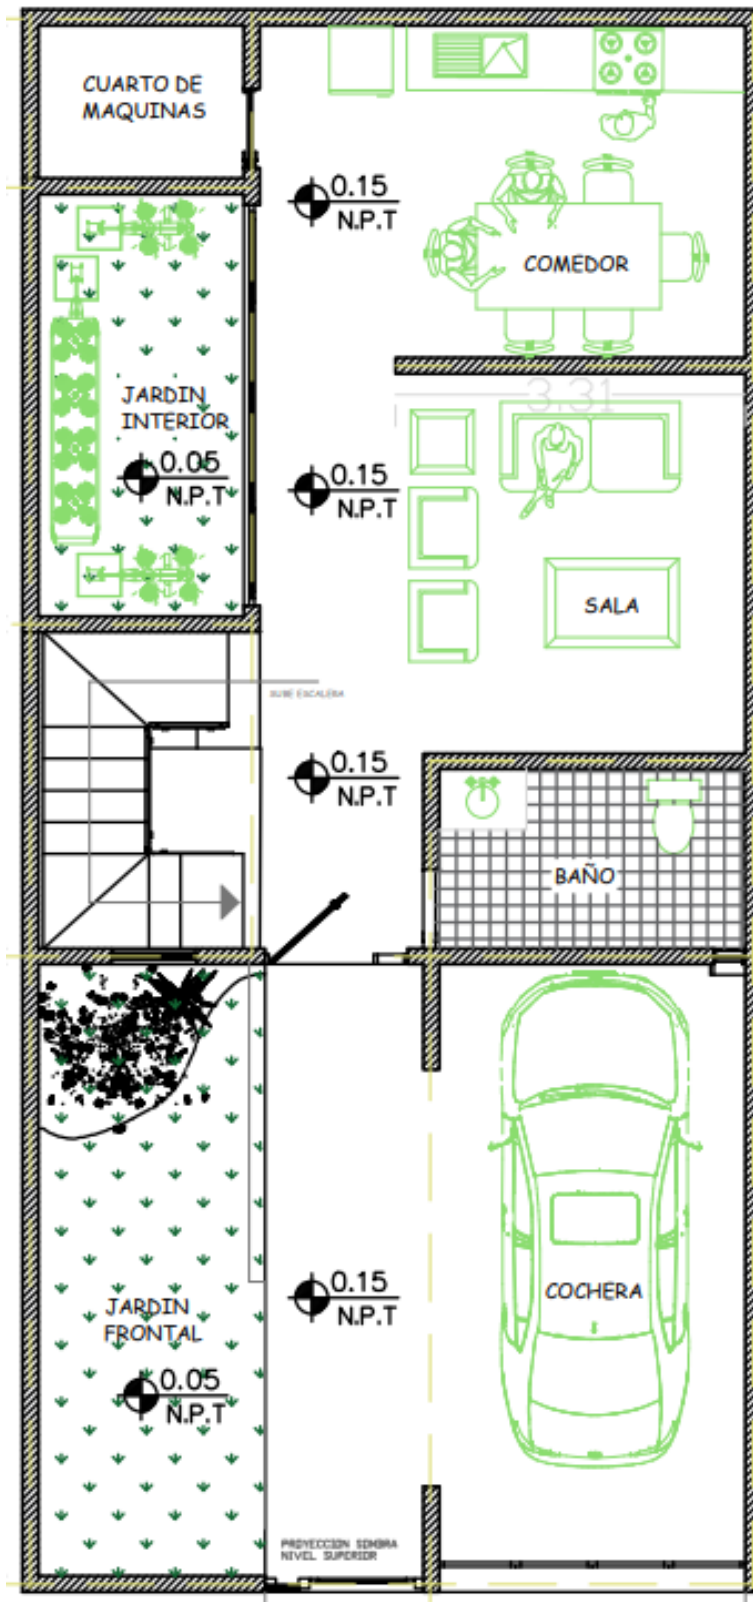 CUARTO DE
MAQUINAS
0.15
N.P.T
COMEDOR
3.31
JARDIN
INTERIOR
0.05
N.P.T
0.15
N.P.T
SALA
SUBE ESCALERA
0.15
N.P.T
BAÑO
0.15
N.P.T
COCHERA
JARDIN
FRONTAL
0.05
N.P.T
PROYECCION SOMBRA
NIVEL SUPERIOR